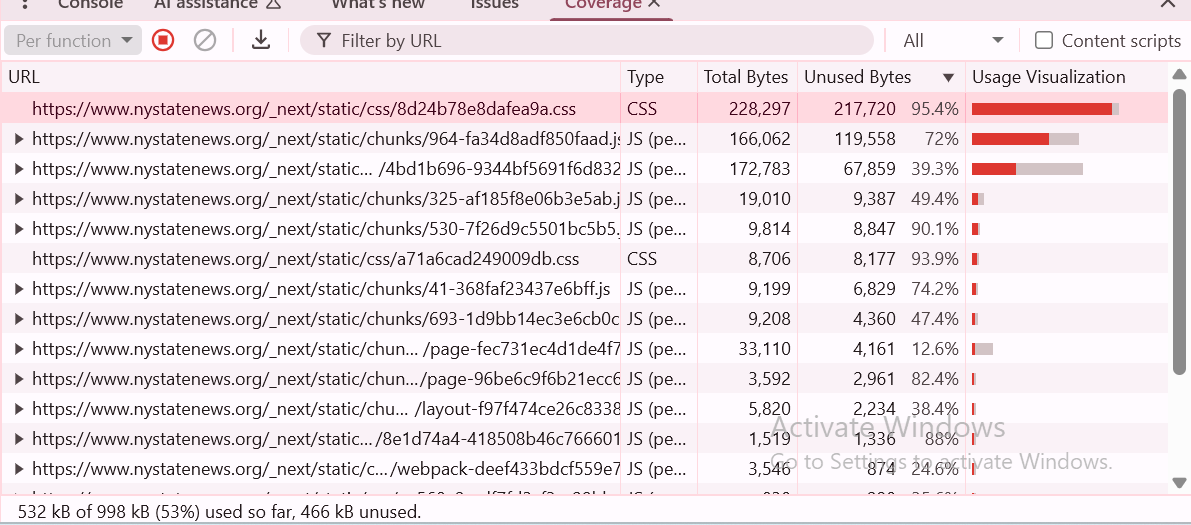 Console AI assistance What's new Issues Coverage
Per function Filter by URL All Content scripts
URL Type Total Bytes Unused Bytes Usage Visualization
https://www.nystatenews.org/_next/static/css/8d24b78e8dafea9a.css CSS 228,297 217,720 95.4%
https://www.nystatenews.org/_next/static/chunks/964-fa34d8adf850faad.js JS (pe... 166,062 119,558 72%
https://www.nystatenews.org/_next/static... /4bd1b696-9344bf5691f6d832 JS (pe... 172,783 67,859 39.3%
https://www.nystatenews.org/_next/static/chunks/325-af185f8e06b3e5ab.j JS (pe... 19,010 9,387 49.4%
https://www.nystatenews.org/_next/static/chunks/530-7f26d9c5501bc5b5. JS (pe... 9,814 8,847 90.1%
https://www.nystatenews.org/_next/static/css/a71a6cad249009db.css CSS 8,706 8,177 93.9%
https://www.nystatenews.org/_next/static/chunks/41-368faf23437e6bff.js JS (pe... 9,199 6,829 74.2%
https://www.nystatenews.org/_next/static/chunks/693-1d9bb14ec3e6cb0c JS (pe... 9,208 4,360 47.4%
https://www.nystatenews.org/_next/static/chun... /page-fec731ec4d1de4f7 JS (pe... 33,110 4,161 12.6%
https://www.nystatenews.org/_next/static/chun.../page-96be6c9f6b21ecc6 JS (pe... 3,592 2,961 82.4%
https://www.nystatenews.org/_next/static/chu... /layout-f97f474ce26c8338 JS (pe... 5,820 2,234 38.4%
https://www.nystatenews.org/_next/static.../8e1d74a4-418508b46c766601 JS (pe... 1,519 1,336 88%
https://www.nystatenews.org/_next/static/c.../webpack-deef433bdcf559e7 JS (pe... 3,546 874 24.6%
Activate Windows
Go to Settings to activate Windows.
532 kB of 998 kB (53%) used so far, 466 kB unused.